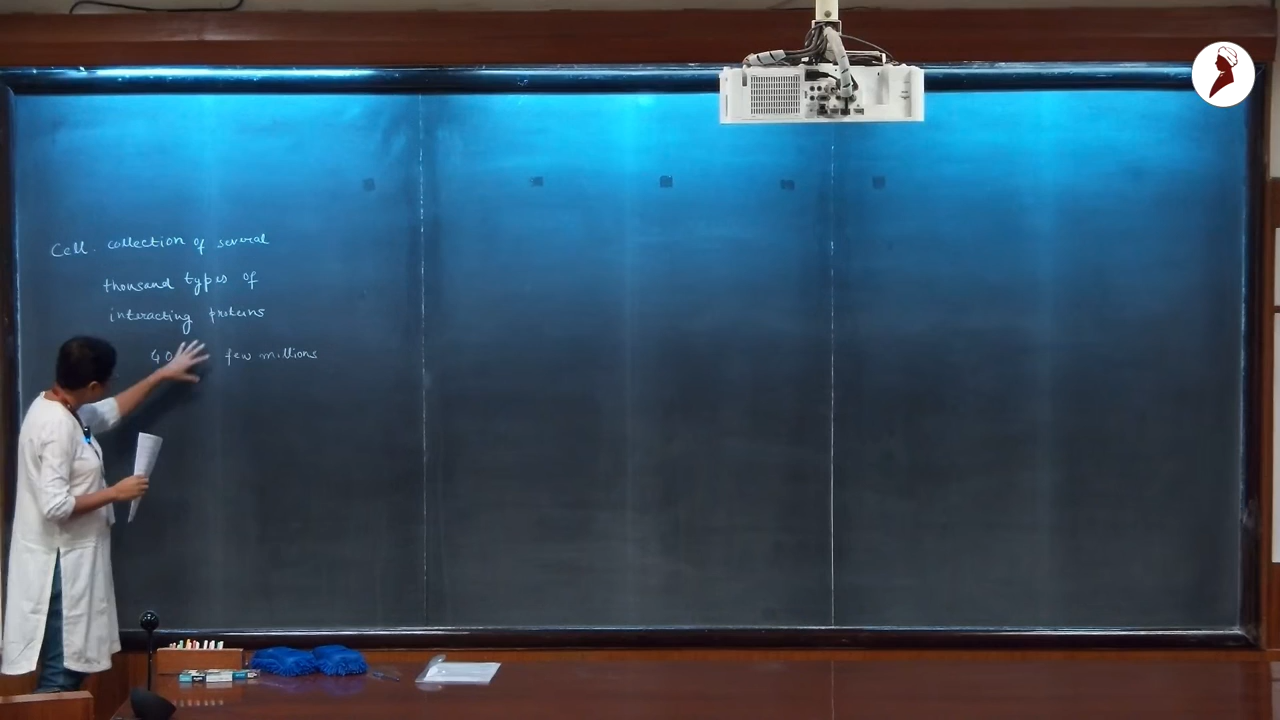 Cell. collection of several
thousand types of
interacting proteins
few millions